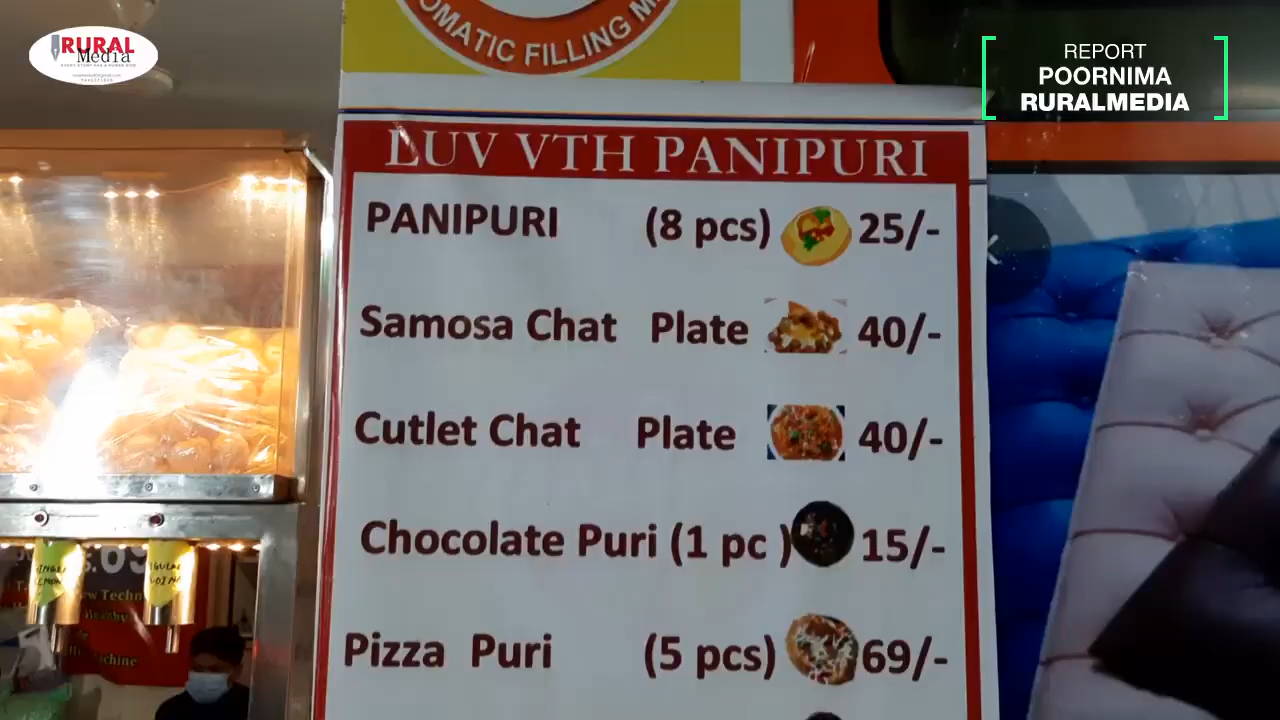 RURAL
Media
REPORT
POORNIMA
RURALMEDIA
OMATIC FILLING M
LUV VTH PANIPURI
PANIPURI (8 pcs) 25/-
Samosa Chat Plate 40/-
Cutlet Chat Plate 40/-
Chocolate Puri (1 pc ) 15/-
Pizza Puri (5 pcs) 69/-